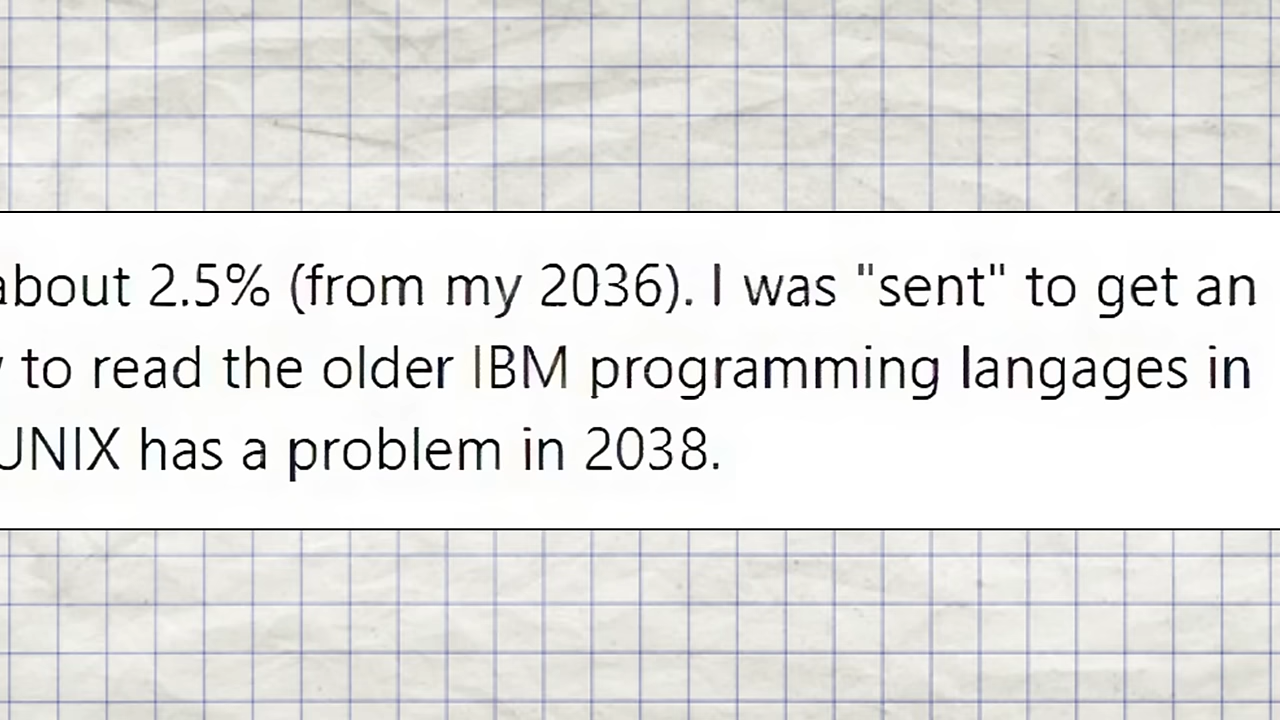 about 2.5% (from my 2036). I was "sent" to get an
to read the older IBM programming langages in
UNIX has a problem in 2038.